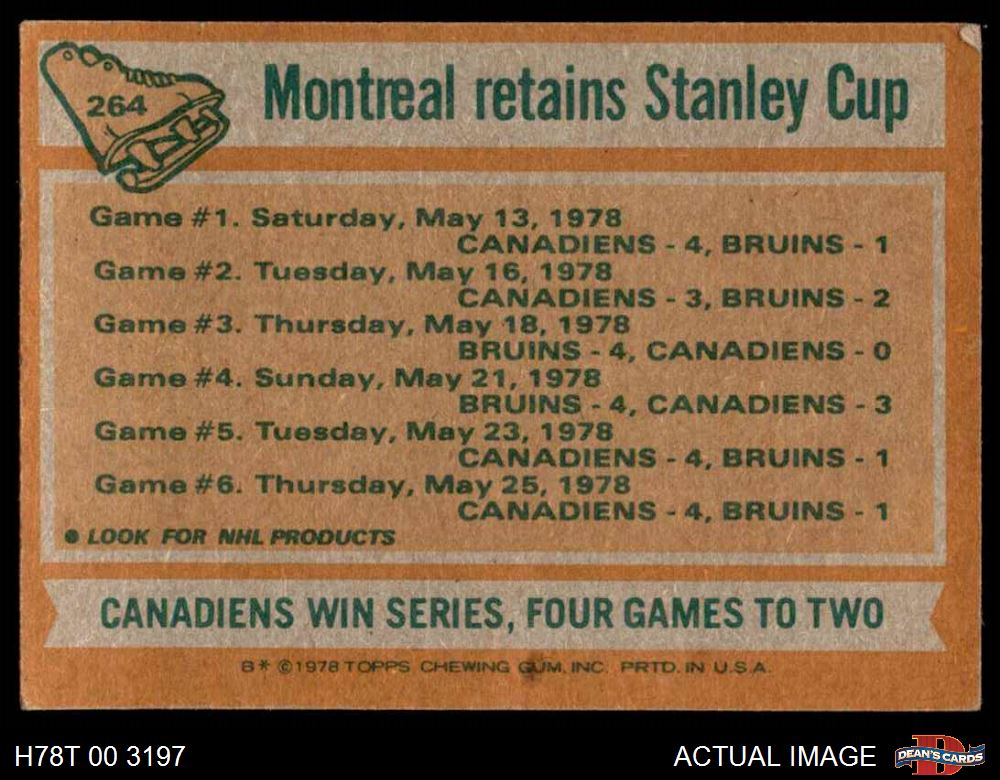 264
Montreal retains Stanley Cup
Game #1. Saturday, May 13, 1978
CANADIENS - 4, BRUINS - 1
Game #2. Tuesday, May 16, 1978
CANADIENS - 3, BRUINS - 2
Game #3. Thursday, May 18, 1978
BRUINS - 4, CANADIENS - 0
Game #4. Sunday, May 21, 1978
BRUINS - 4, CANADIENS - 3
Game #5. Tuesday, May 23, 1978
CANADIENS - 4, BRUINS - 1
Game #6. Thursday, May 25, 1978
CANADIENS - 4, BRUINS - 1
● LOOK FOR NHL PRODUCTS
CANADIENS WIN SERIES, FOUR GAMES TO TWO
B* ©1978 TOPPS CHEWING GUM, INC. PRTD. IN U.S.A.
H78T 00 3197
ACTUAL IMAGE
D
DEAN'S CARDS